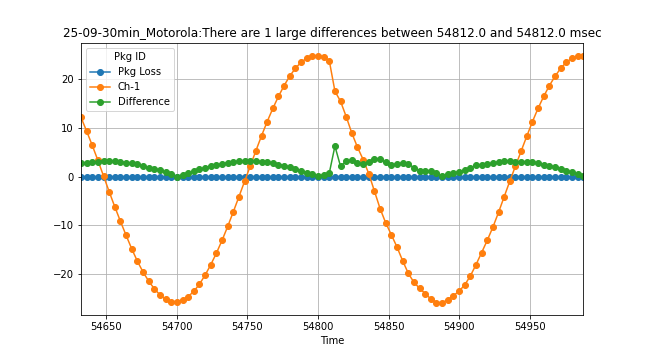 25-09-30min_Motorola:There are 1 large differences between 54812.0 and 54812.0 msec
Pkg ID
Pkg Loss
Ch-1
Difference
20
10
0
−10
−20
54650 54700 54750 54800 54850 54900 54950
Time